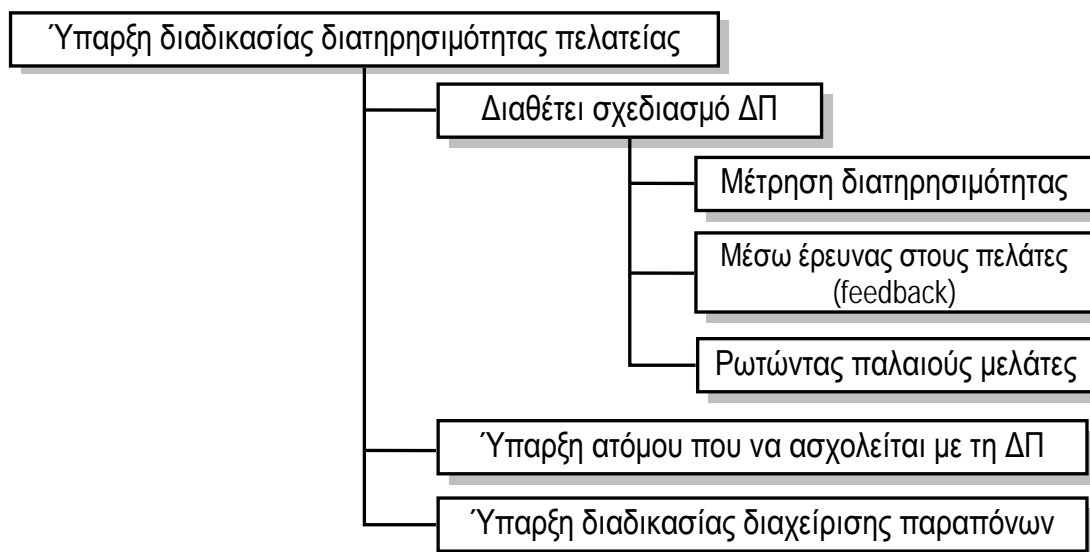 Ύπαρξη διαδικασίας διατηρησιμότητας πελατείας
Διαθέτει σχεδιασμό ΔΠ
Μέτρηση διατηρησιμότητας
Μέσω έρευνας στους πελάτες
(feedback)
Ρωτώντας παλαιούς μελάτες
Ύπαρξη ατόμου που να ασχολείται με τη ΔΠ
Ύπαρξη διαδικασίας διαχείρισης παραπόνων